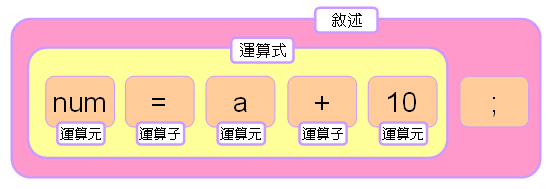 敘述
運算式
num = a + 10 ;
運算元 運算子 運算元 運算子 運算元